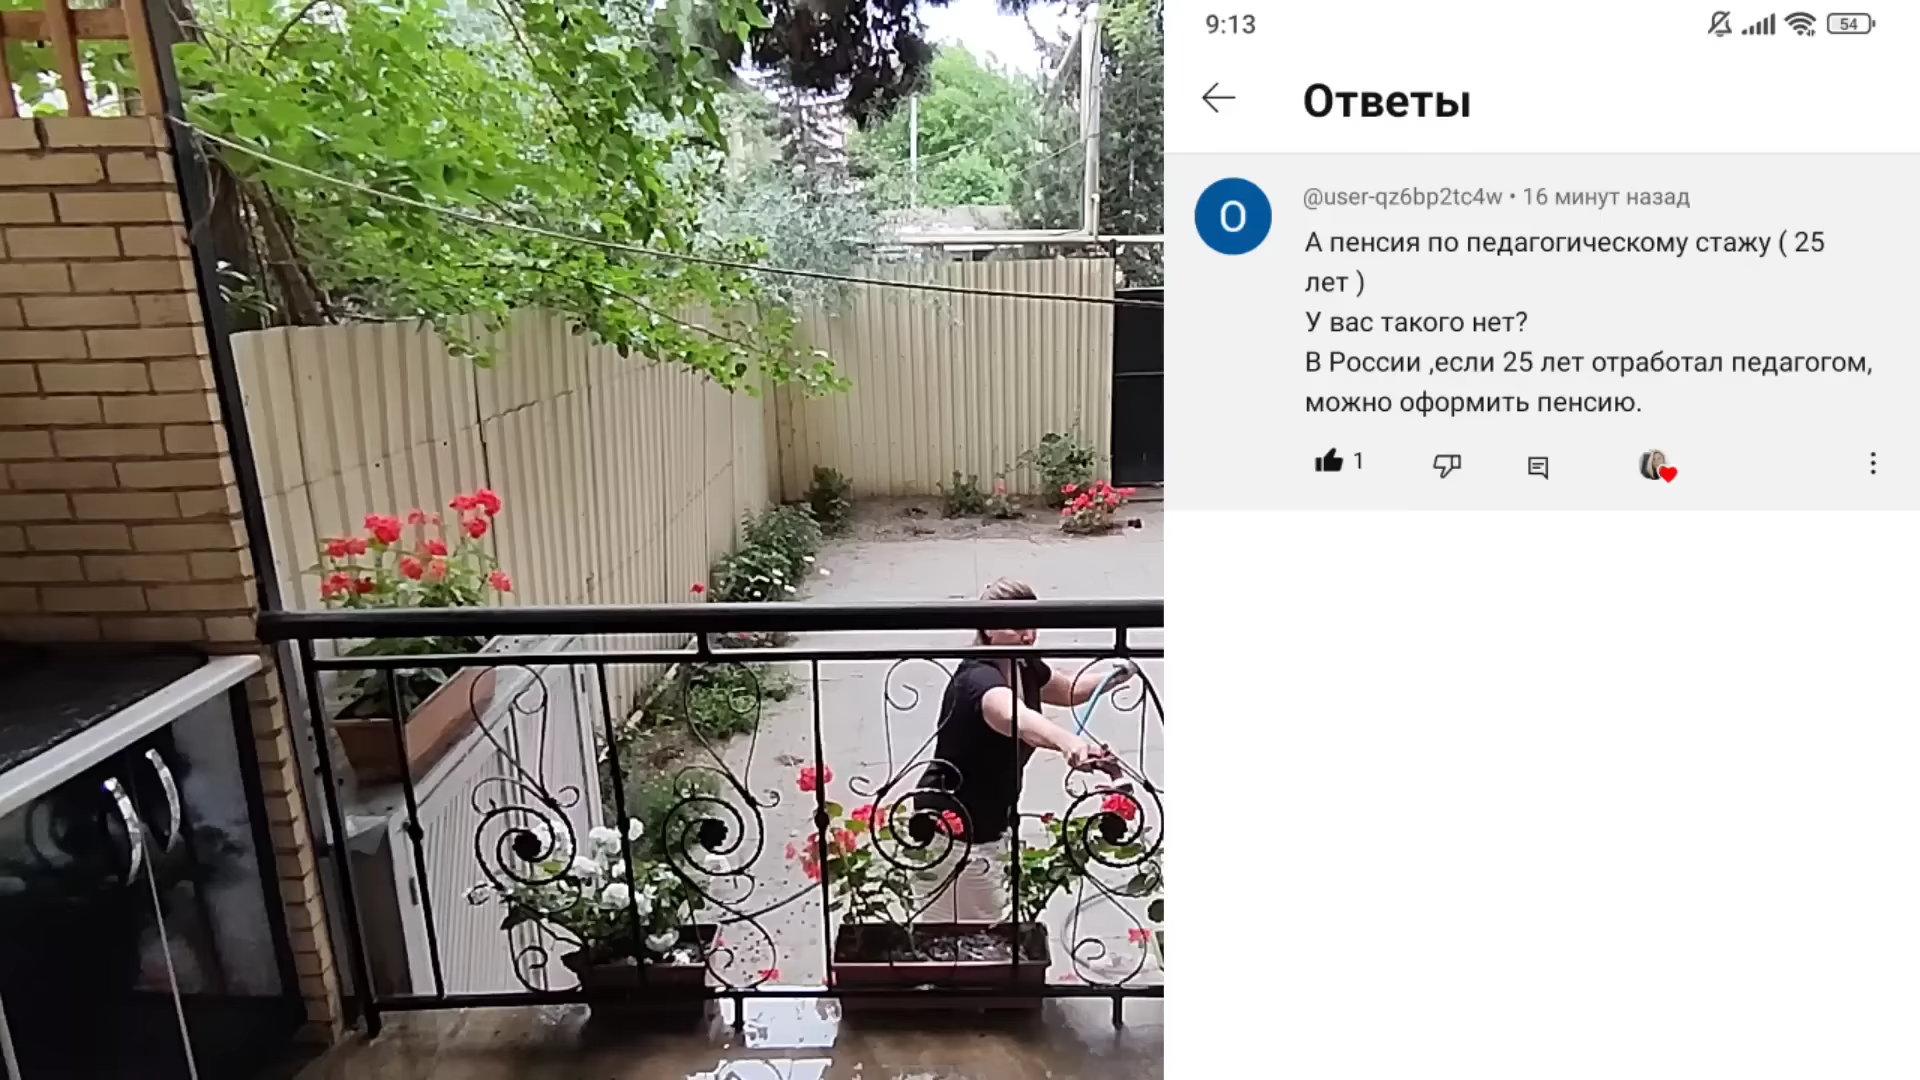 9:13
54
Ответы
О
@user-qz6bp2tc4w • 16 минут назад
А пенсия по педагогическому стажу ( 25
лет )
У вас такого нет?
В России ,если 25 лет отработал педагогом,
можно оформить пенсию.
1